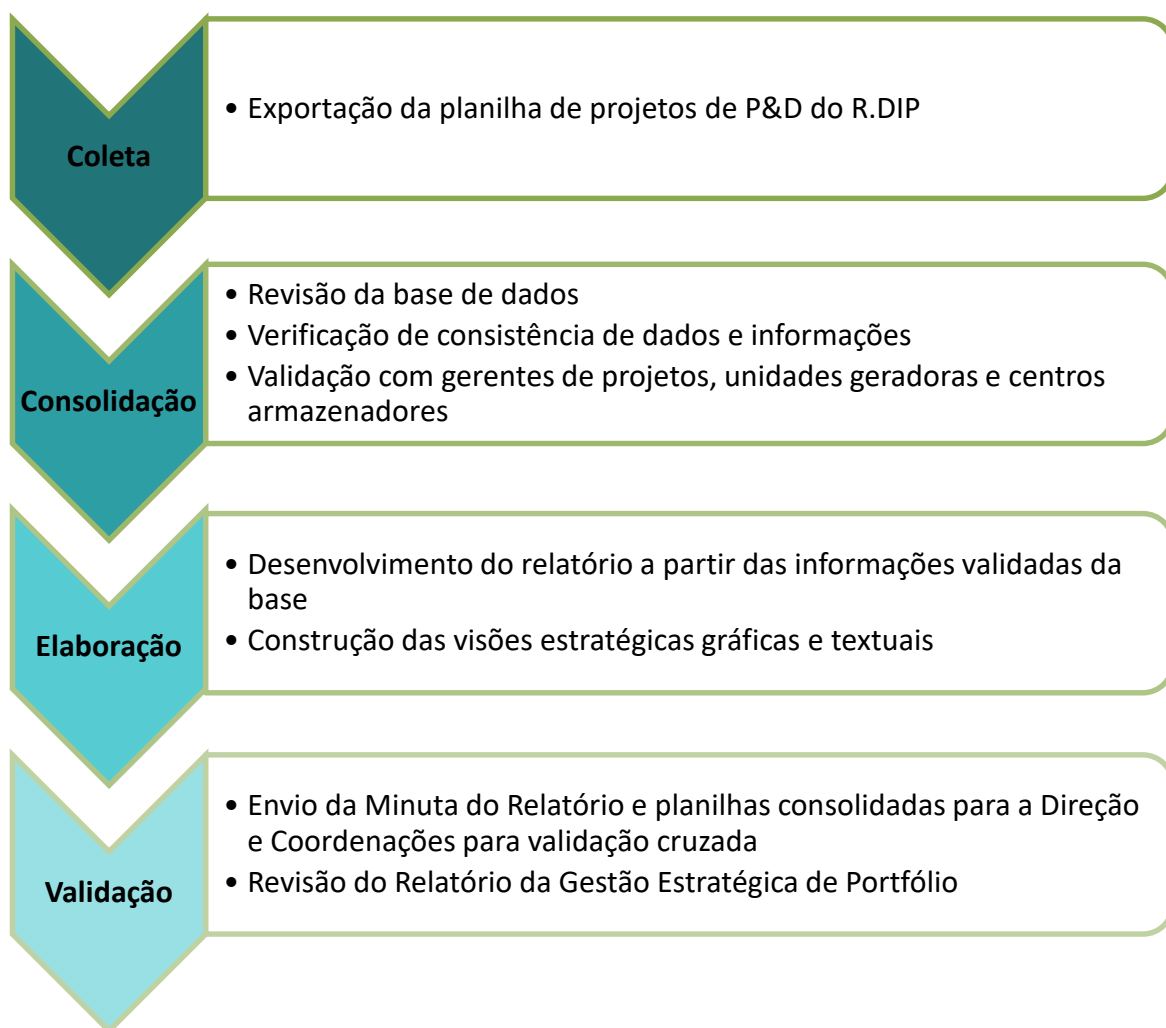 Coleta
• Exportação da planilha de projetos de P&D do R.DIP
Consolidação
• Revisão da base de dados
• Verificação de consistência de dados e informações
• Validação com gerentes de projetos, unidades geradoras e centros
armazenadores
Elaboração
• Desenvolvimento do relatório a partir das informações validadas da
base
• Construção das visões estratégicas gráficas e textuais
Validação
• Envio da Minuta do Relatório e planilhas consolidadas para a Direção
e Coordenações para validação cruzada
• Revisão do Relatório da Gestão Estratégica de Portfólio